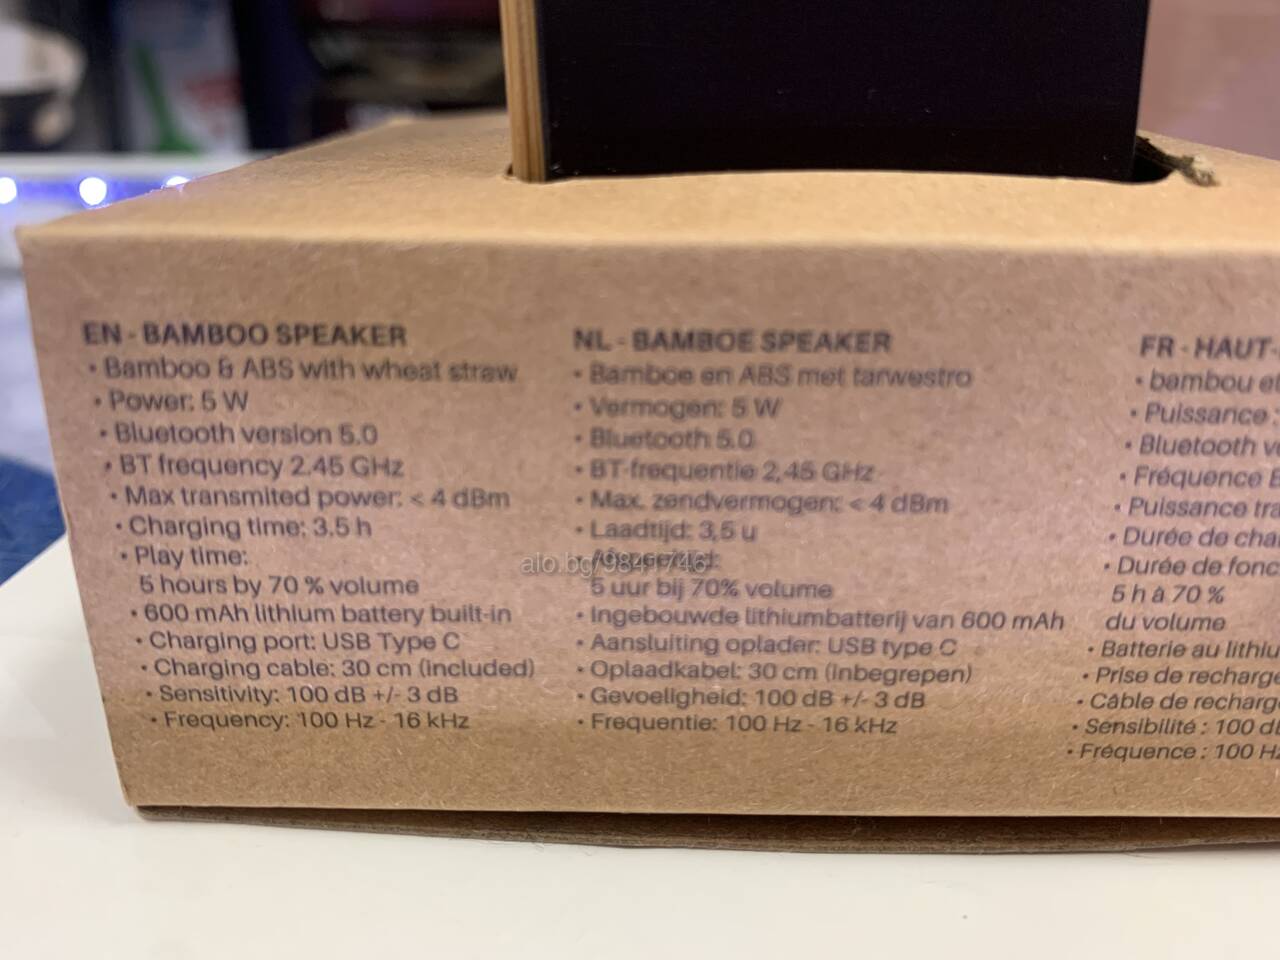 EN - BAMBOO SPEAKER
• Bamboo & ABS with wheat straw
• Power: 5 W
• Bluetooth version 5.0
• BT frequency 2.45 GHz
• Max transmited power: < 4 dBm
• Charging time: 3.5 h
• Play time:
5 hours by 70 % volume
• 600 mAh lithium battery built-in
• Charging port: USB Type C
• Charging cable: 30 cm (included)
• Sensitivity: 100 dB +/- 3 dB
• Frequency: 100 Hz - 16 kHz
NL - BAMBOE SPEAKER
• Bamboe en ABS met tarwestro
• Vermogen: 5 W
• Bluetooth 5.0
• BT-frequentie 2,45 GHz
• Max. zendvermogen: < 4 dBm
• Laadtijd: 3,5 u
alo.bg/9841746
5 uur bij 70% volume
• Ingebouwde lithiumbatterij van 600 mAh
• Aansluiting oplader: USB type C
• Oplaadkabel: 30 cm (inbegrepen)
• Gevoeligheid: 100 dB +/- 3 dB
• Frequentie: 100 Hz - 16 kHz
FR - HAUT-
• bambou et
• Puissance :
• Bluetooth
• Fréquence
• Puissance
• Durée de
• Durée de
5 h à 70 %
du volume
• Batterie au
• Prise de
• Câble de
• Sensibilité : 100
• Fréquence : 100